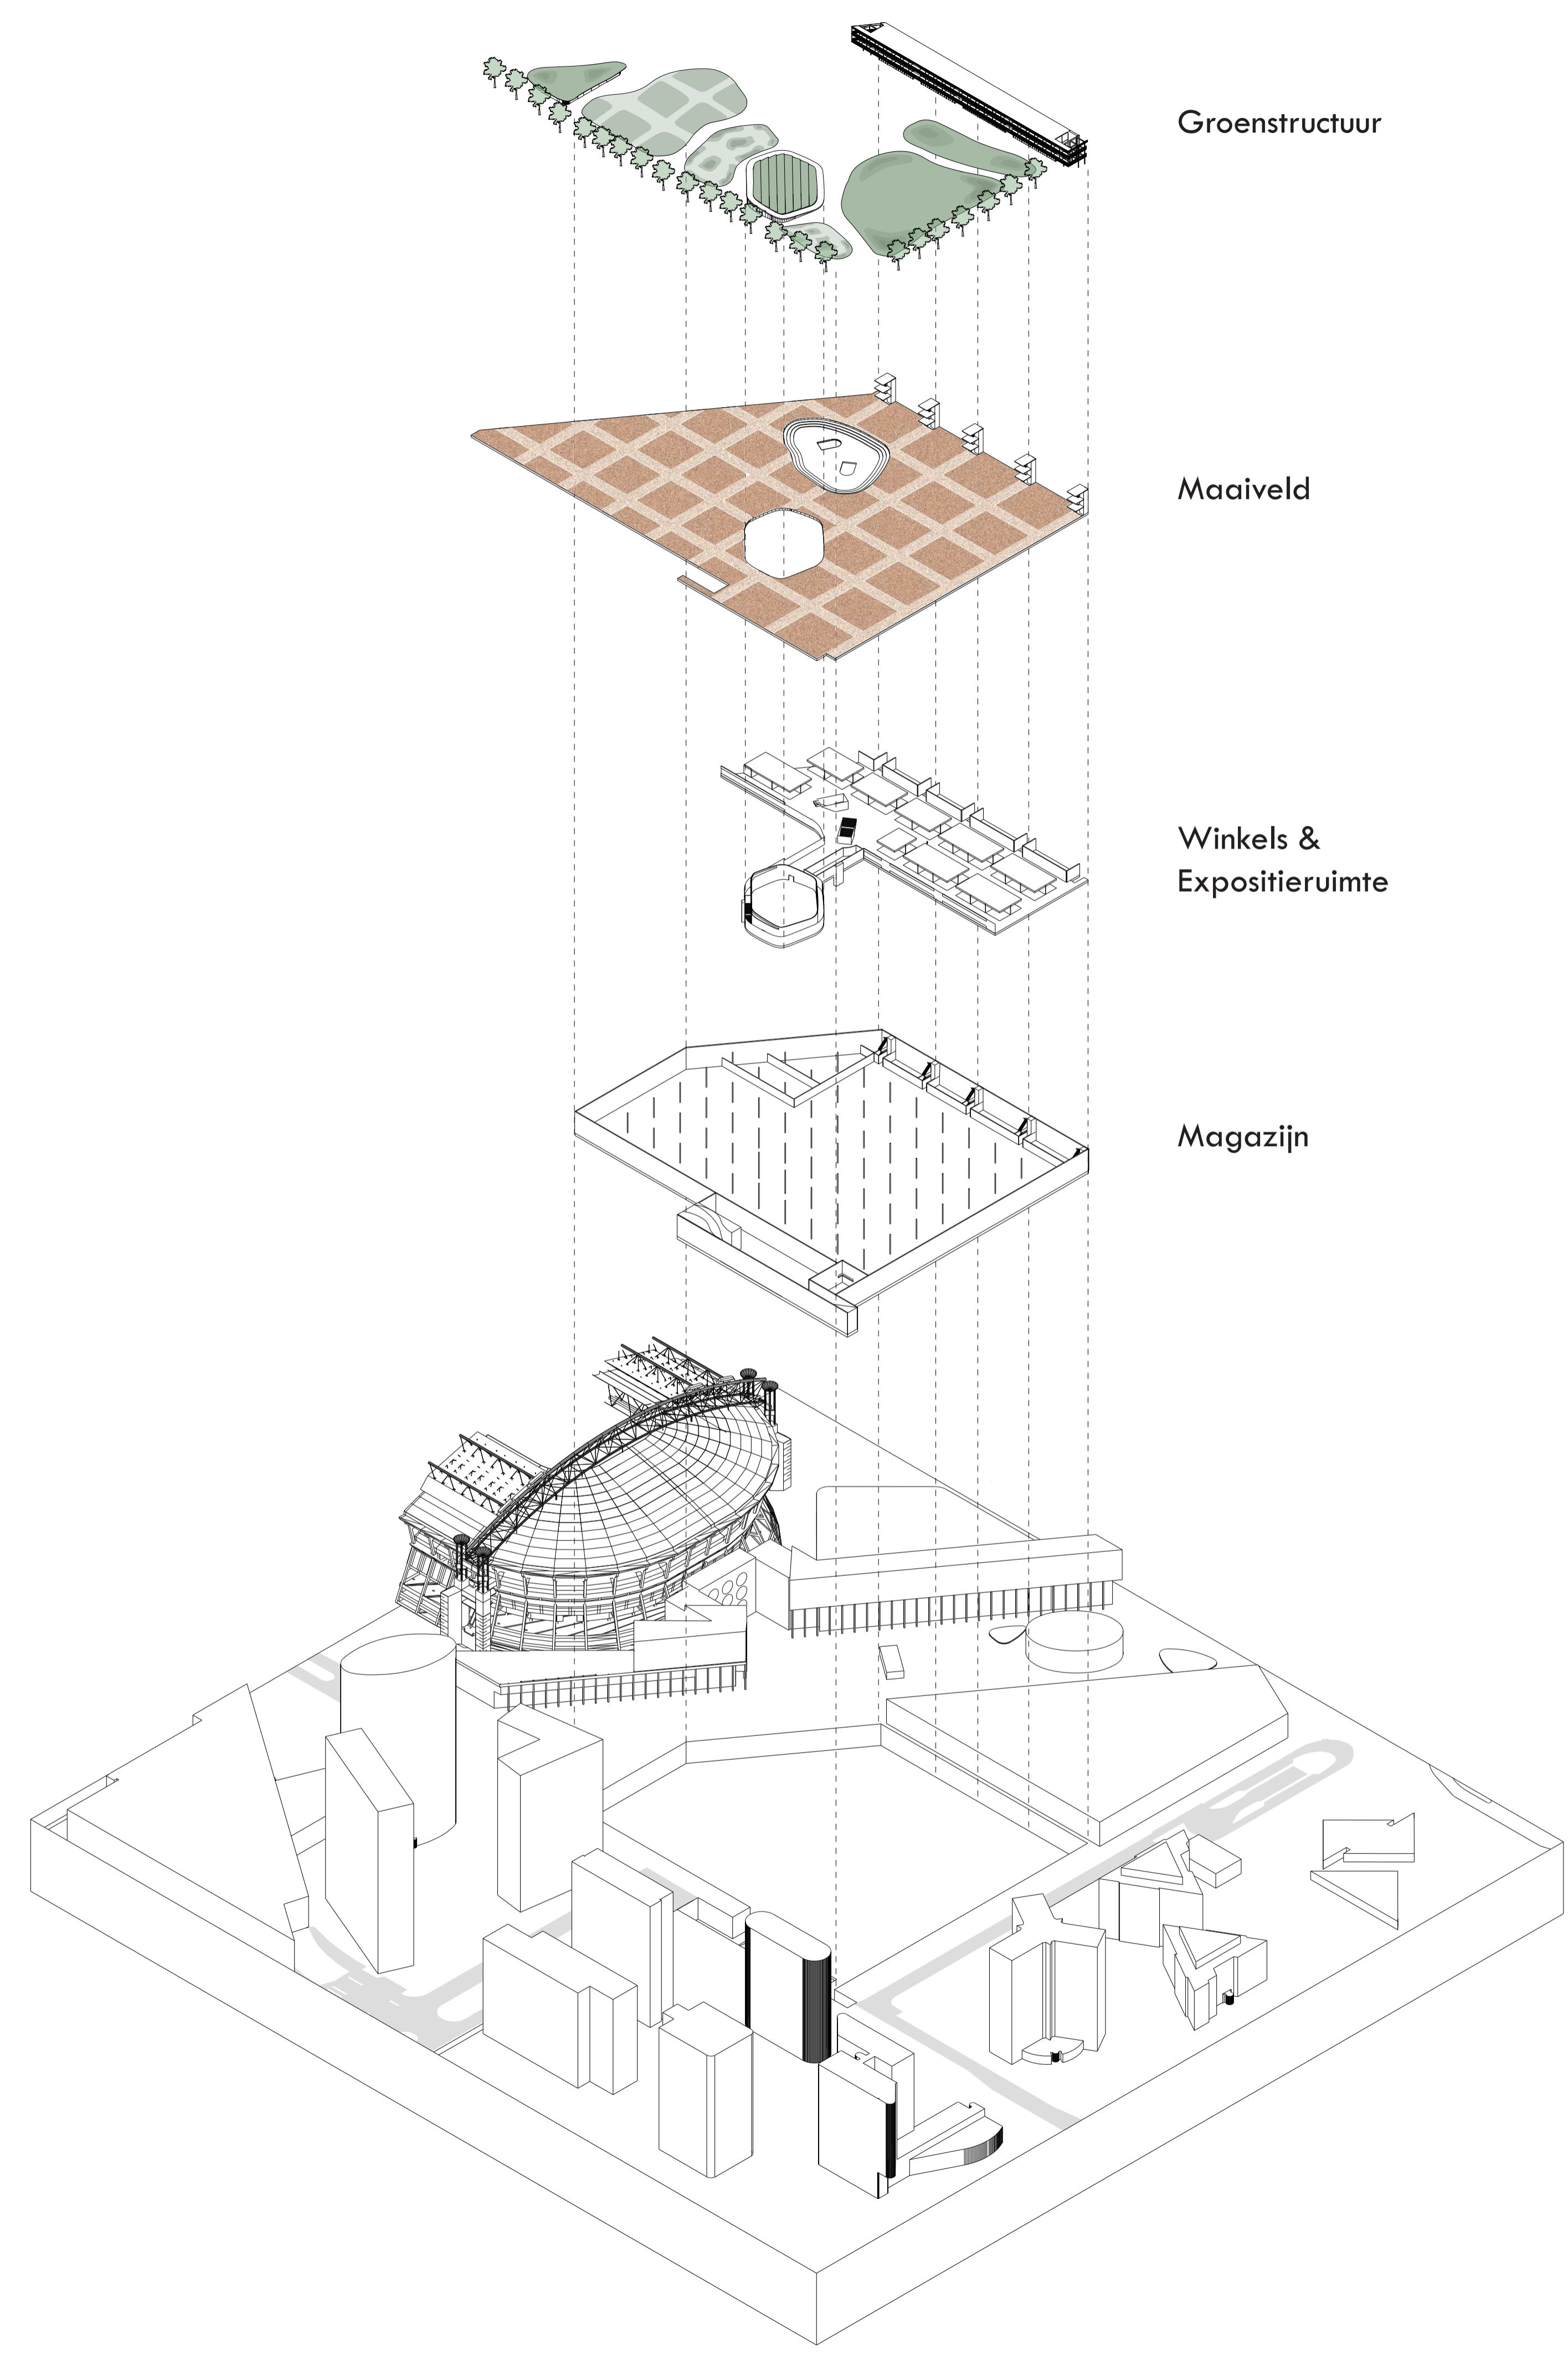 Groenstructuur
Maaiveld
Winkels &
Expositieruimte
Magazijn